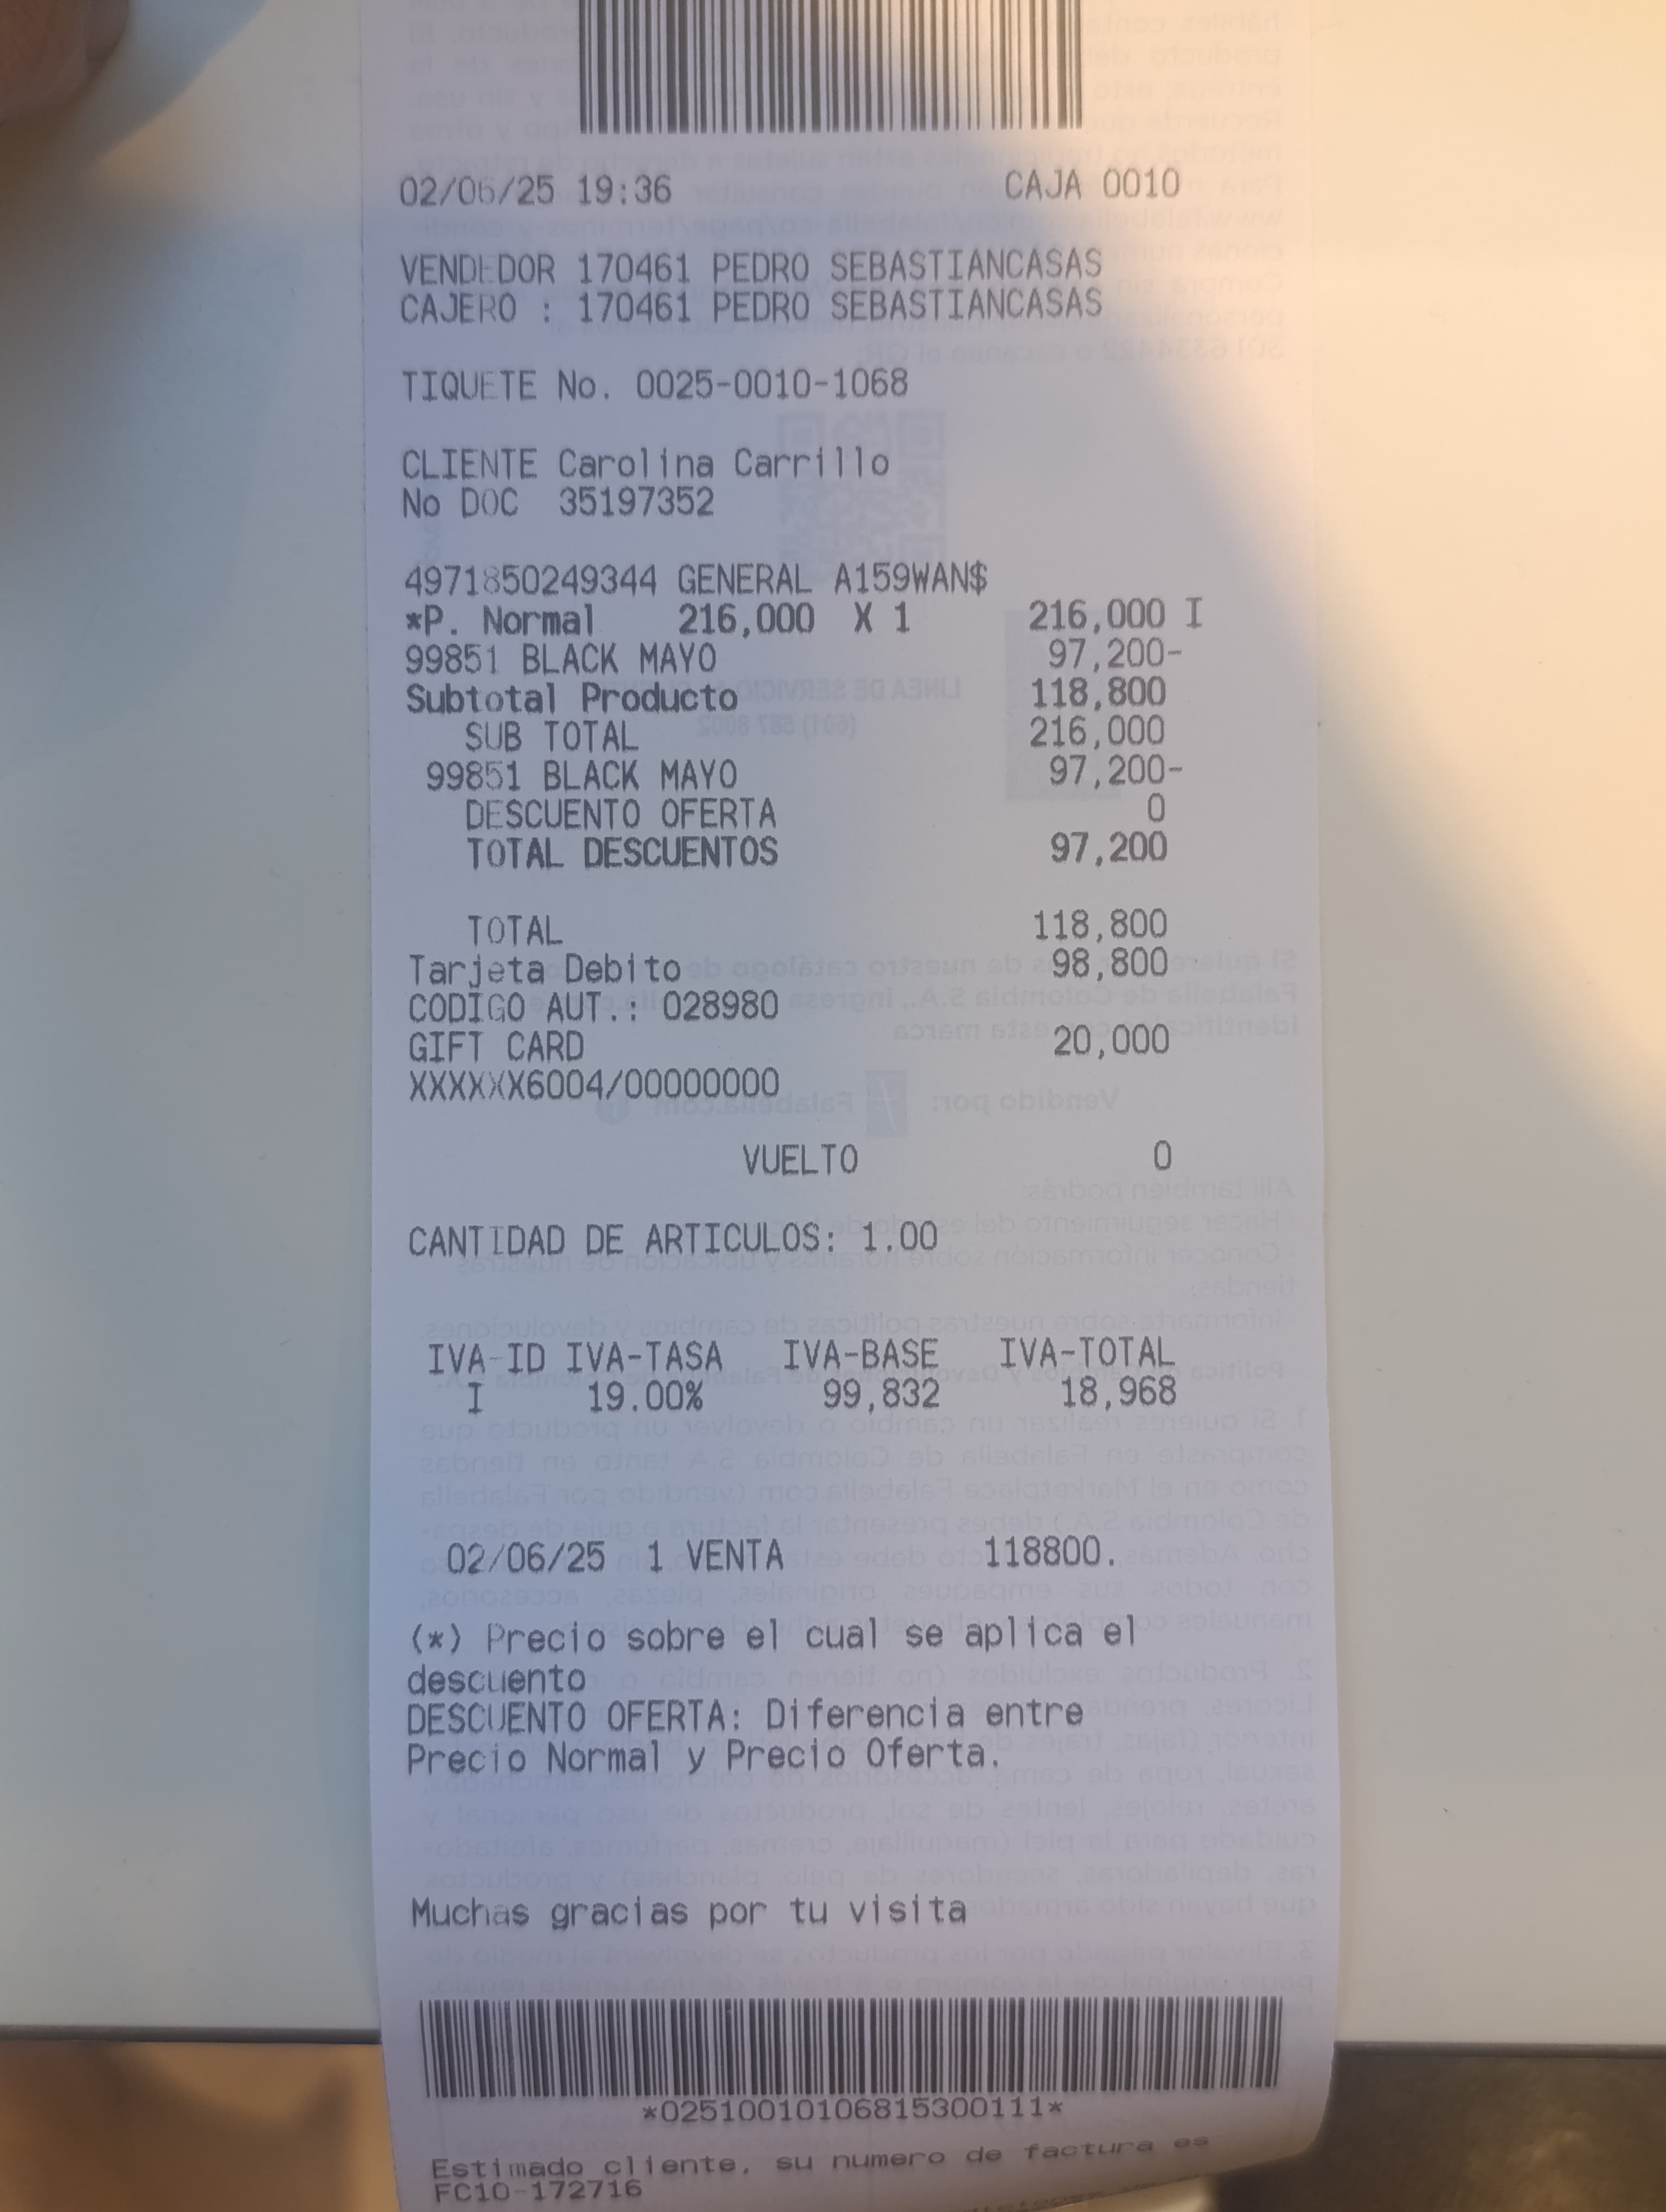 02/06/25 19:36 CAJA 0010
VENDEDOR 170461 PEDRO SEBASTIANCASAS
CAJERO : 170461 PEDRO SEBASTIANCASAS
TIQUETE No. 0025-0010-1068
CLIENTE Carolina Carrillo
No DOC 35197352
4971850249344 GENERAL A159WAN$
*P. Normal 216,000 X 1 216,000 I
99851 BLACK MAYO 97,200-
Subtotal Producto 118,800
SUB TOTAL 216,000
99851 BLACK MAYO 97,200-
DESCUENTO OFERTA 0
TOTAL DESCUENTOS 97,200
TOTAL 118,800
Tarjeta Debito 98,800
CODIGO AUT.: 028980
GIFT CARD 20,000
XXXXXX6004/00000000
VUELTO 0
CANTIDAD DE ARTICULOS: 1.00
IVA-ID IVA-TASA IVA-BASE IVA-TOTAL
I 19.00% 99,832 18,968
02/06/25 1 VENTA 118800.
(*) Precio sobre el cual se aplica el
descuento
DESCUENTO OFERTA: Diferencia entre
Precio Normal y Precio Oferta.
Muchas gracias por tu visita
*02510010106815300111*
Estimado cliente, su numero de factura es
FC10-172716